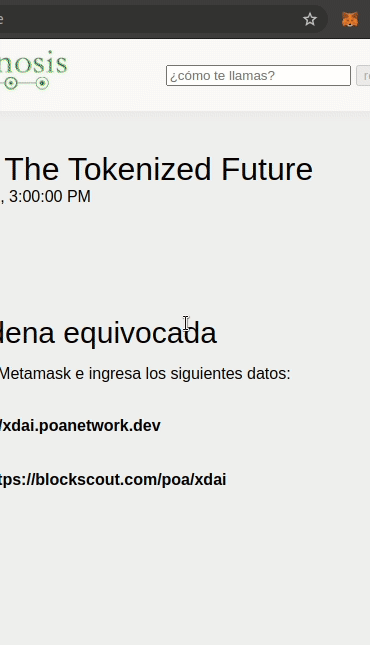 nosis
¿cómo te llamas?
The Tokenized Future
, 3:00:00 PM
dena equivocada
Metamask e ingresa los siguientes datos:
/xdai.poanetwork.dev
tps://blockscout.com/poa/xdai